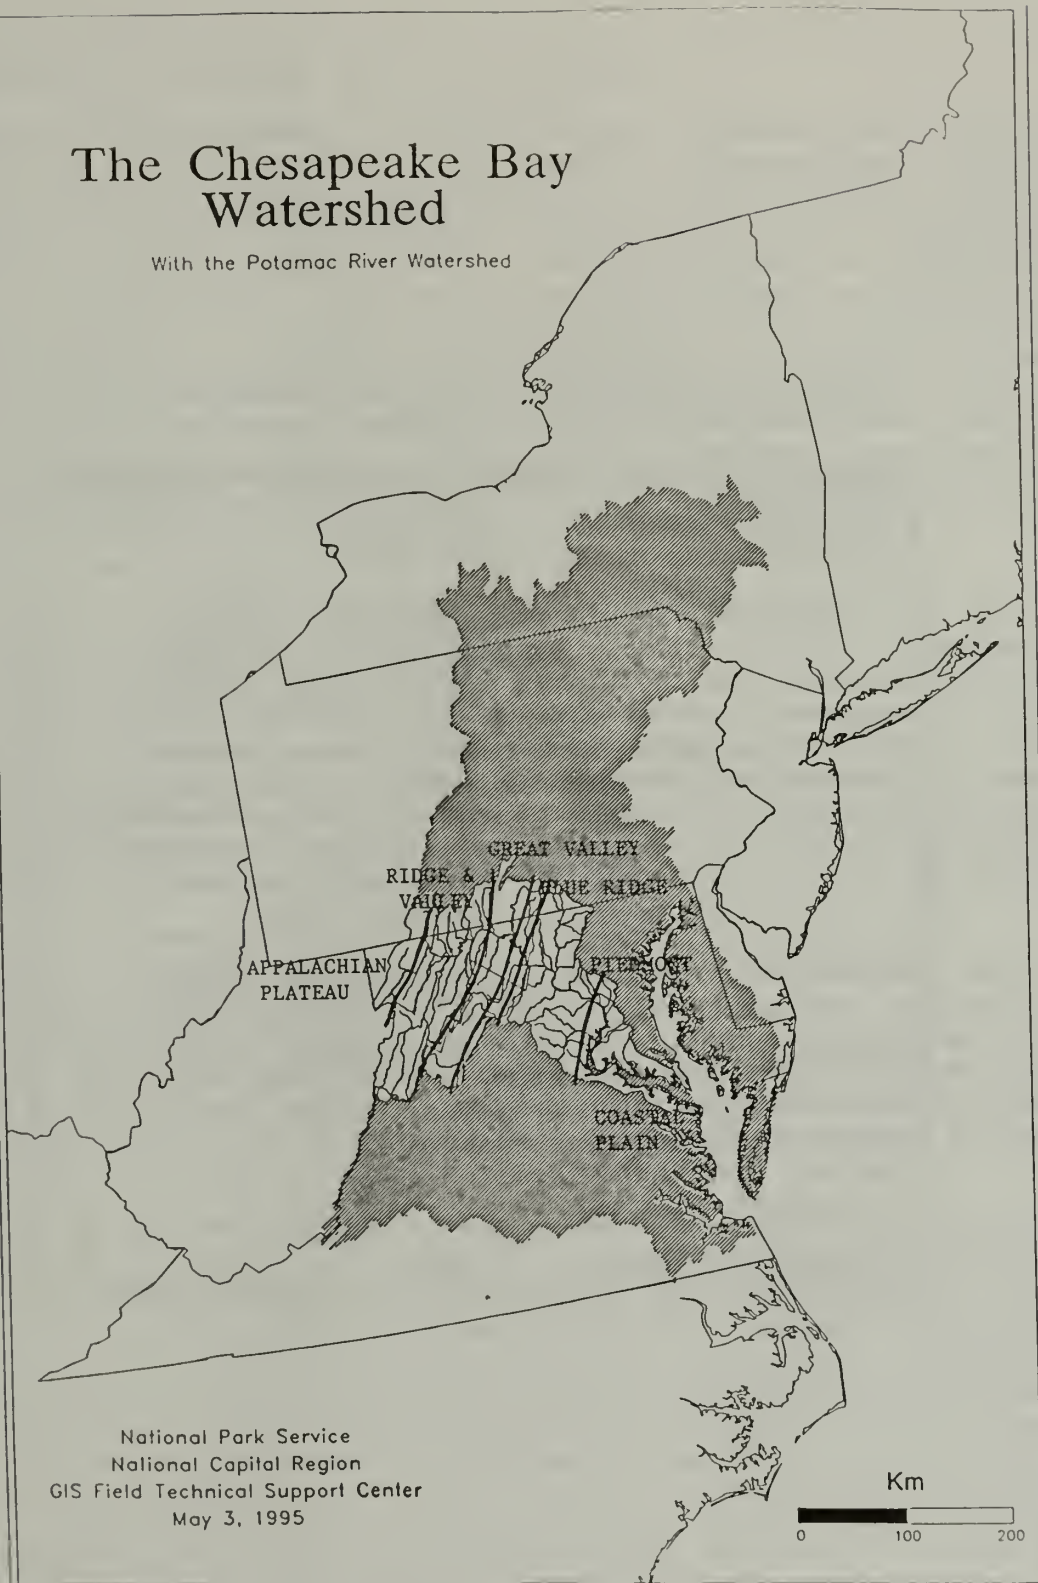 The Chesapeake Bay
Watershed
With the Potamac River Watershed
GREAT VALLEY
RIDGE &
VALLEY
BLUE RIDGE
APPALACHIAN
PLATEAU
PIEDMONT
COASTAL
PLAIN
National Park Service
National Capital Region
GIS Field Technical Support Center
May 3, 1995
Km
0 100 200